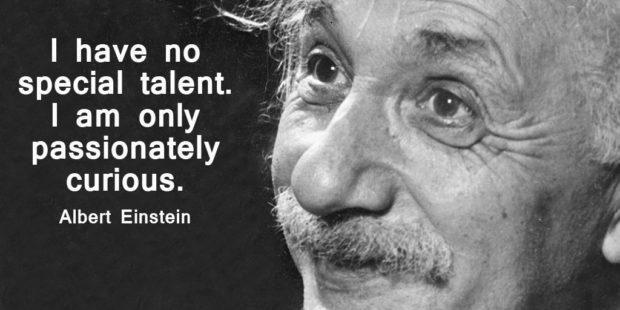 I have no
special talent.
I am only
passionately
curious.
Albert Einstein